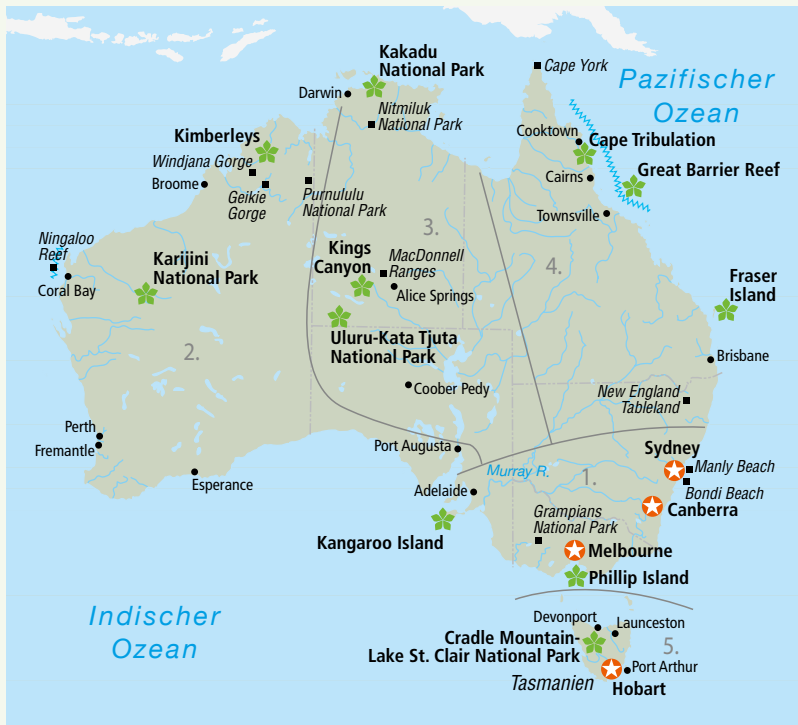 Kakadu
National Park
Cape York
Pazifischer
Ozean
Darwin
Nitmiluk
National Park
Cooktown
Cape Tribulation
Kimberleys
Windjana Gorge
Great Barrier Reef
Broome
Geikie
Gorge
Purnululu
National Park
Cairns
Townsville
3.
Ningaloo
Reef
Coral Bay
Karijini
National Park
Kings
Canyon
MacDonnell
Ranges
Alice Springs
4.
Fraser
Island
Uluru-Kata Tjuta
National Park
2.
Brisbane
Coober Pedy
New England
Tableland
Perth
Fremantle
Port Augusta
Sydney
Manly Beach
Esperance
Murray R.
1.
Bondi Beach
Adelaide
Grampians
National Park
Canberra
Kangaroo Island
Melbourne
Phillip Island
Indischer
Ozean
Devonport
Launceston
Cradle Mountain-
Lake St. Clair National Park
5.
Port Arthur
Tasmanien
Hobart